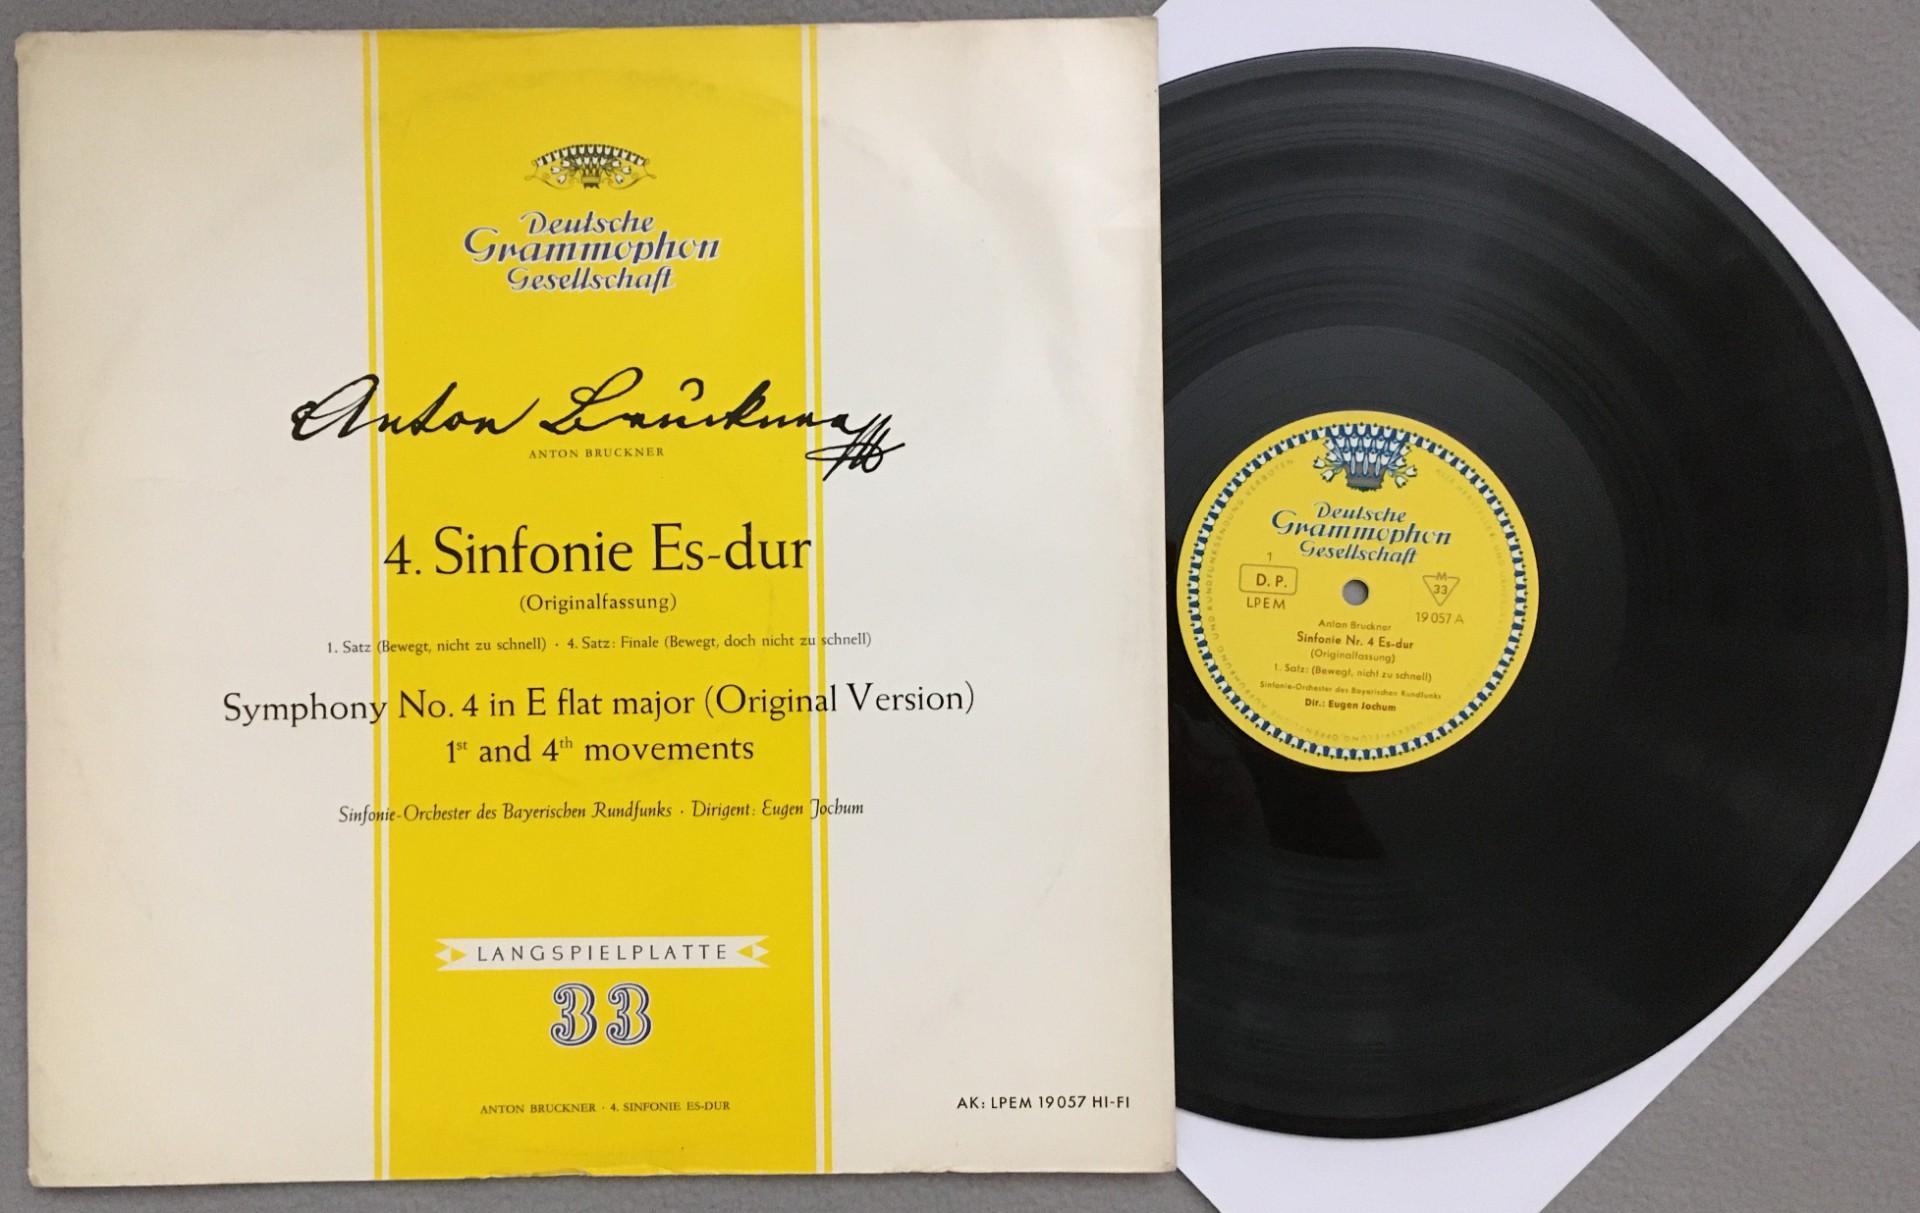 Deutsche
Grammophon
Gesellschaft
Anton Bruckner
ANTON BRUCKNER
4. Sinfonie Es-dur
(Originalfassung)
1. Satz (Bewegt, nicht zu schnell) · 4. Satz: Finale (Bewegt, doch nicht zu schnell)
Symphony No. 4 in E flat major (Original Version)
1st and 4th movements
Sinfonie-Orchester des Bayerischen Rundfunks · Dirigent: Eugen Jochum
LANGSPIELPLATTE
33
ANTON BRUCKNER · 4. SINFONIE ES-DUR
AK: LPEM 19057 HI-FI
Deutsche
Grammophon
Gesellschaft
1
D. P.
LPEM
M
33
19 057 A
Anton Bruckner
Sinfonie Nr. 4 Es-dur
(Originalfassung)
1. Satz: (Bewegt, nicht zu schnell)
Sinfonie-Orchester des Bayerischen Rundfunks
Dir.: Eugen Jochum
UND RUNDFUNKSENDUNG VERBOTEN